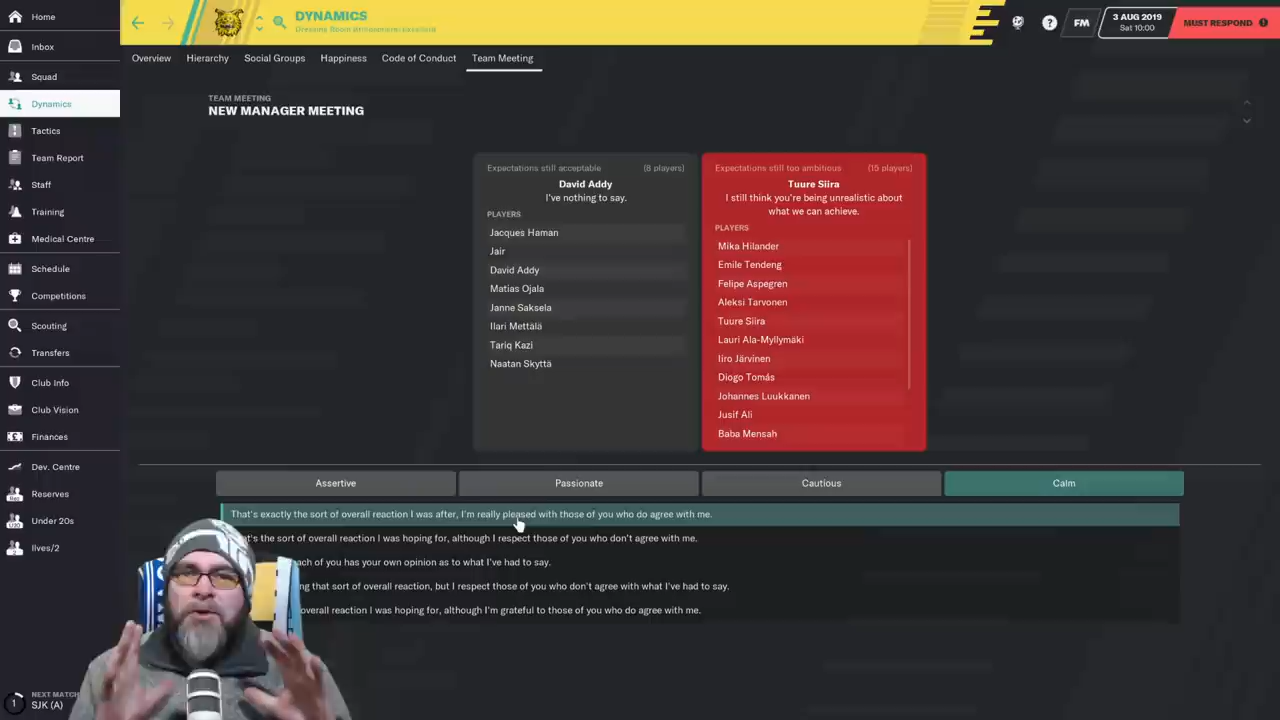 Home
Inbox
Squad
Dynamics
Tactics
Team Report
Staff
Training
Medical Centre
Schedule
Competitions
Scouting
Transfers
Club Info
Club Vision
Finances
Dev. Centre
Reserves
Under 20s
Ilves/2
DYNAMICS
Dressing Room
FM
3 AUG 2019
Sat 10:00
MUST RESPOND
Overview
Hierarchy
Social Groups
Happiness
Code of Conduct
Team Meeting
TEAM MEETING
NEW MANAGER MEETING
Expectations still acceptable (8 players)
David Addy
I've nothing to say.
PLAYERS
Jacques Haman
Jair
David Addy
Matias Ojala
Janne Saksela
Ilari Mettälä
Tariq Kazi
Naatan Skyttä
Expectations still too ambitious (15 players)
Tuure Siira
I still think you're being unrealistic about
what we can achieve.
PLAYERS
Mika Hilander
Emile Tendeng
Felipe Aspegren
Aleksi Tarvonen
Tuure Siira
Lauri Ala-Myllymäki
Iiro Järvinen
Diogo Tomás
Johannes Luukkanen
Jusif Ali
Baba Mensah
Assertive
Passionate
Cautious
Calm
That's exactly the sort of overall reaction I was after, I'm really pleased with those of you who do agree with me.
the sort of overall reaction I was hoping for, although I respect those of you who don't agree with me.
each of you has your own opinion as to what I've had to say.
that sort of overall reaction, but I respect those of you who don't agree with what I've had to say.
overall reaction I was hoping for, although I'm grateful to those of you who do agree with me.
1
NEXT MATCH
SJK (A)